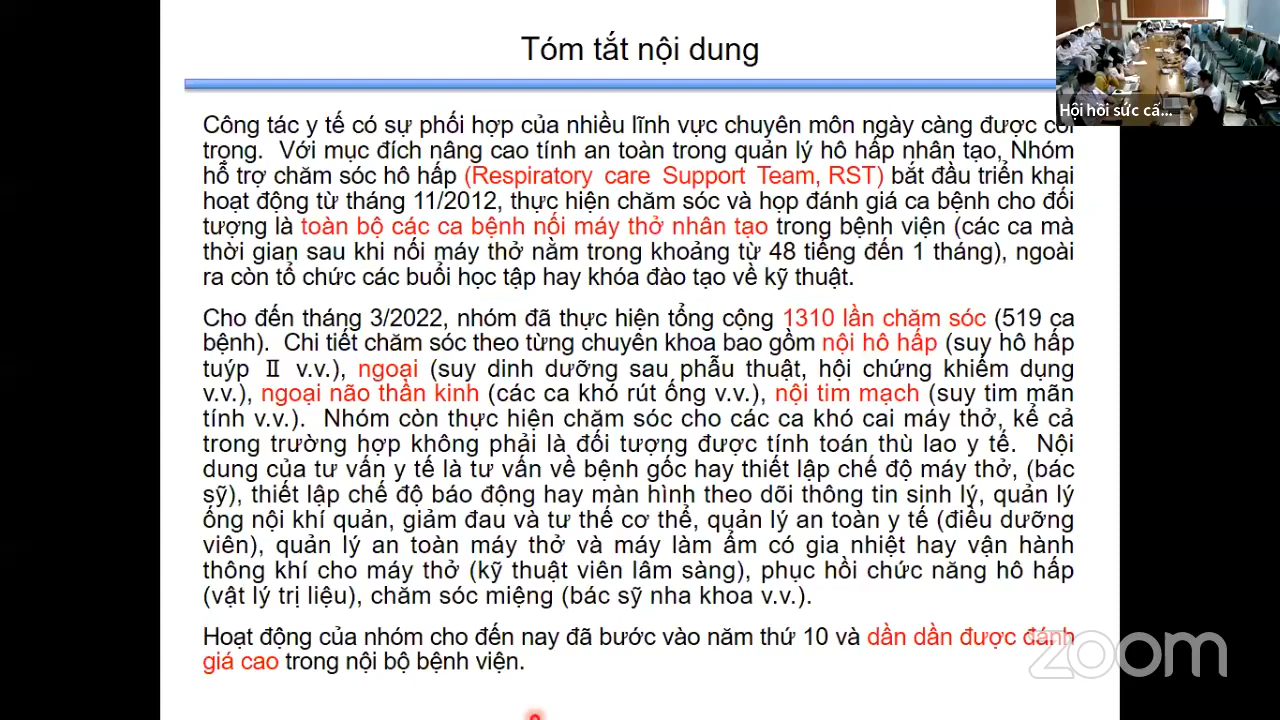 Tóm tắt nội dung
Hội hồi sức cấ...
Công tác y tế có sự phối hợp của nhiều lĩnh vực chuyên môn ngày càng được coi
trọng. Với mục đích nâng cao tính an toàn trong quản lý hô hấp nhân tạo, Nhóm
hỗ trợ chăm sóc hô hấp (Respiratory care Support Team, RST) bắt đầu triển khai
hoạt động từ tháng 11/2012, thực hiện chăm sóc và họp đánh giá ca bệnh cho đối
tượng là toàn bộ các ca bệnh nối máy thở nhân tạo trong bệnh viện (các ca mà
thời gian sau khi nối máy thở nằm trong khoảng từ 48 tiếng đến 1 tháng), ngoài
ra còn tổ chức các buổi học tập hay khóa đào tạo về kỹ thuật.
Cho đến tháng 3/2022, nhóm đã thực hiện tổng cộng 1310 lần chăm sóc (519 ca
bệnh). Chi tiết chăm sóc theo từng chuyên khoa bao gồm nội hô hấp (suy hô hấp
tuýp Ⅱ v.v.), ngoại (suy dinh dưỡng sau phẫu thuật, hội chứng khiếm dụng
v.v.), ngoại não thần kinh (các ca khó rút ống v.v.), nội tim mạch (suy tim mãn
tính v.v.). Nhóm còn thực hiện chăm sóc cho các ca khó cai máy thở, kể cả
trong trường hợp không phải là đối tượng được tính toán thù lao y tế. Nội
dung của tư vấn y tế là tư vấn về bệnh gốc hay thiết lập chế độ máy thở, (bác
sỹ), thiết lập chế độ báo động hay màn hình theo dõi thông tin sinh lý, quản lý
ống nội khí quản, giảm đau và tư thế cơ thể, quản lý an toàn y tế (điều dưỡng
viên), quản lý an toàn máy thở và máy làm ẩm có gia nhiệt hay vận hành
thông khí cho máy thở (kỹ thuật viên lâm sàng), phục hồi chức năng hô hấp
(vật lý trị liệu), chăm sóc miệng (bác sỹ nha khoa v.v.).
Hoạt động của nhóm cho đến nay đã bước vào năm thứ 10 và dần dần được đánh
giá cao trong nội bộ bệnh viện.
zoom